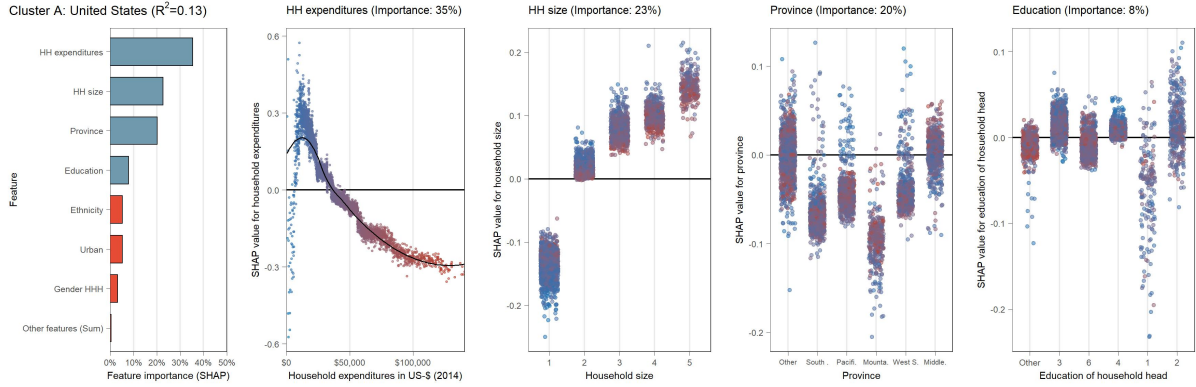 Cluster A: United States (R²=0.13)
HH expenditures (Importance: 35%)
HH size (Importance: 23%)
Province (Importance: 20%)
Education (Importance: 8%)
Feature
HH expenditures
HH size
Province
Education
Ethnicity
Urban
Gender HHH
Other features (Sum)
0% 10% 20% 30% 40% 50%
Feature importance (SHAP)
SHAP value for household expenditures
0.6
0.3
0.0
-0.3
-0.6
$0 $50,000 $100,000
Household expenditures in US-$ (2014)
SHAP value for household size
0.2
0.1
0.0
-0.1
-0.2
1 2 3 4 5
Household size
SHAP value for province
0.1
0.0
-0.1
-0.2
Other South . Pacifi. Mounta. West S. Middle.
Province
SHAP value for education of household head
0.1
0.0
-0.1
-0.2
Other 3 6 4 1 2
Education of household head